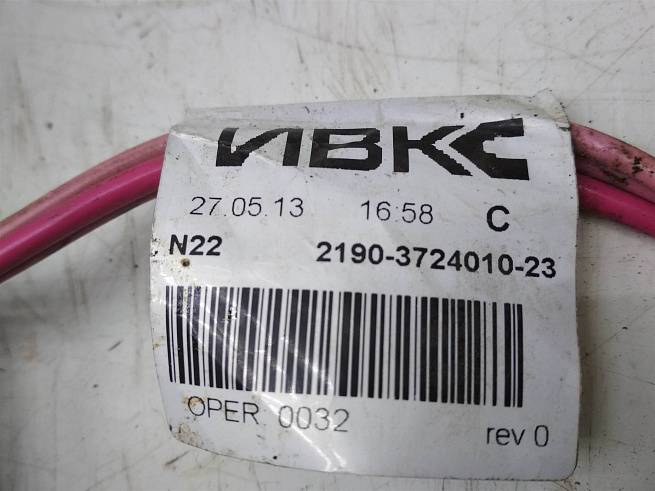 ИВКС
27.05.13 16:58 C
N22 2190-3724010-23
OPER 0032
rev 0